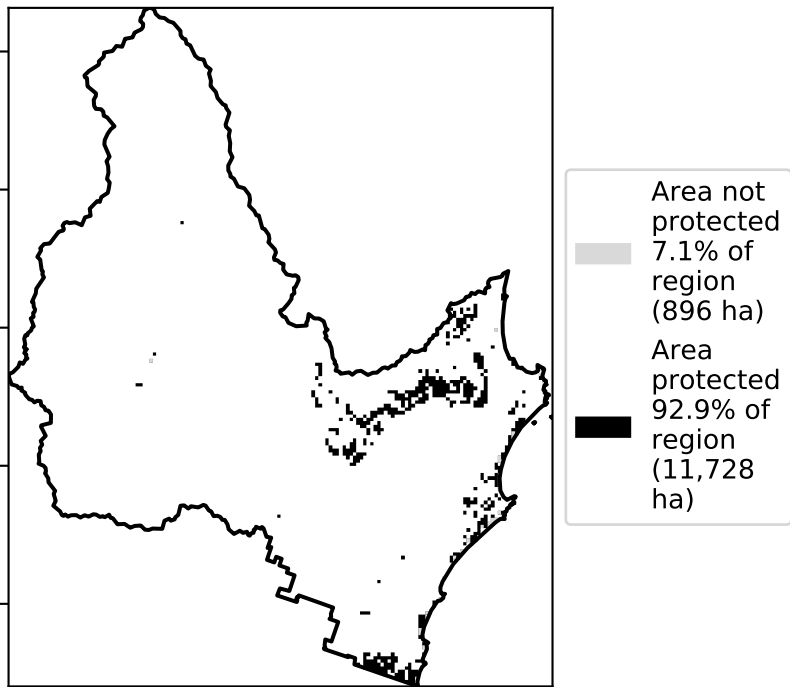 Area not
protected
7.1% of
region
(896 ha)
Area
protected
92.9% of
region
(11,728
ha)